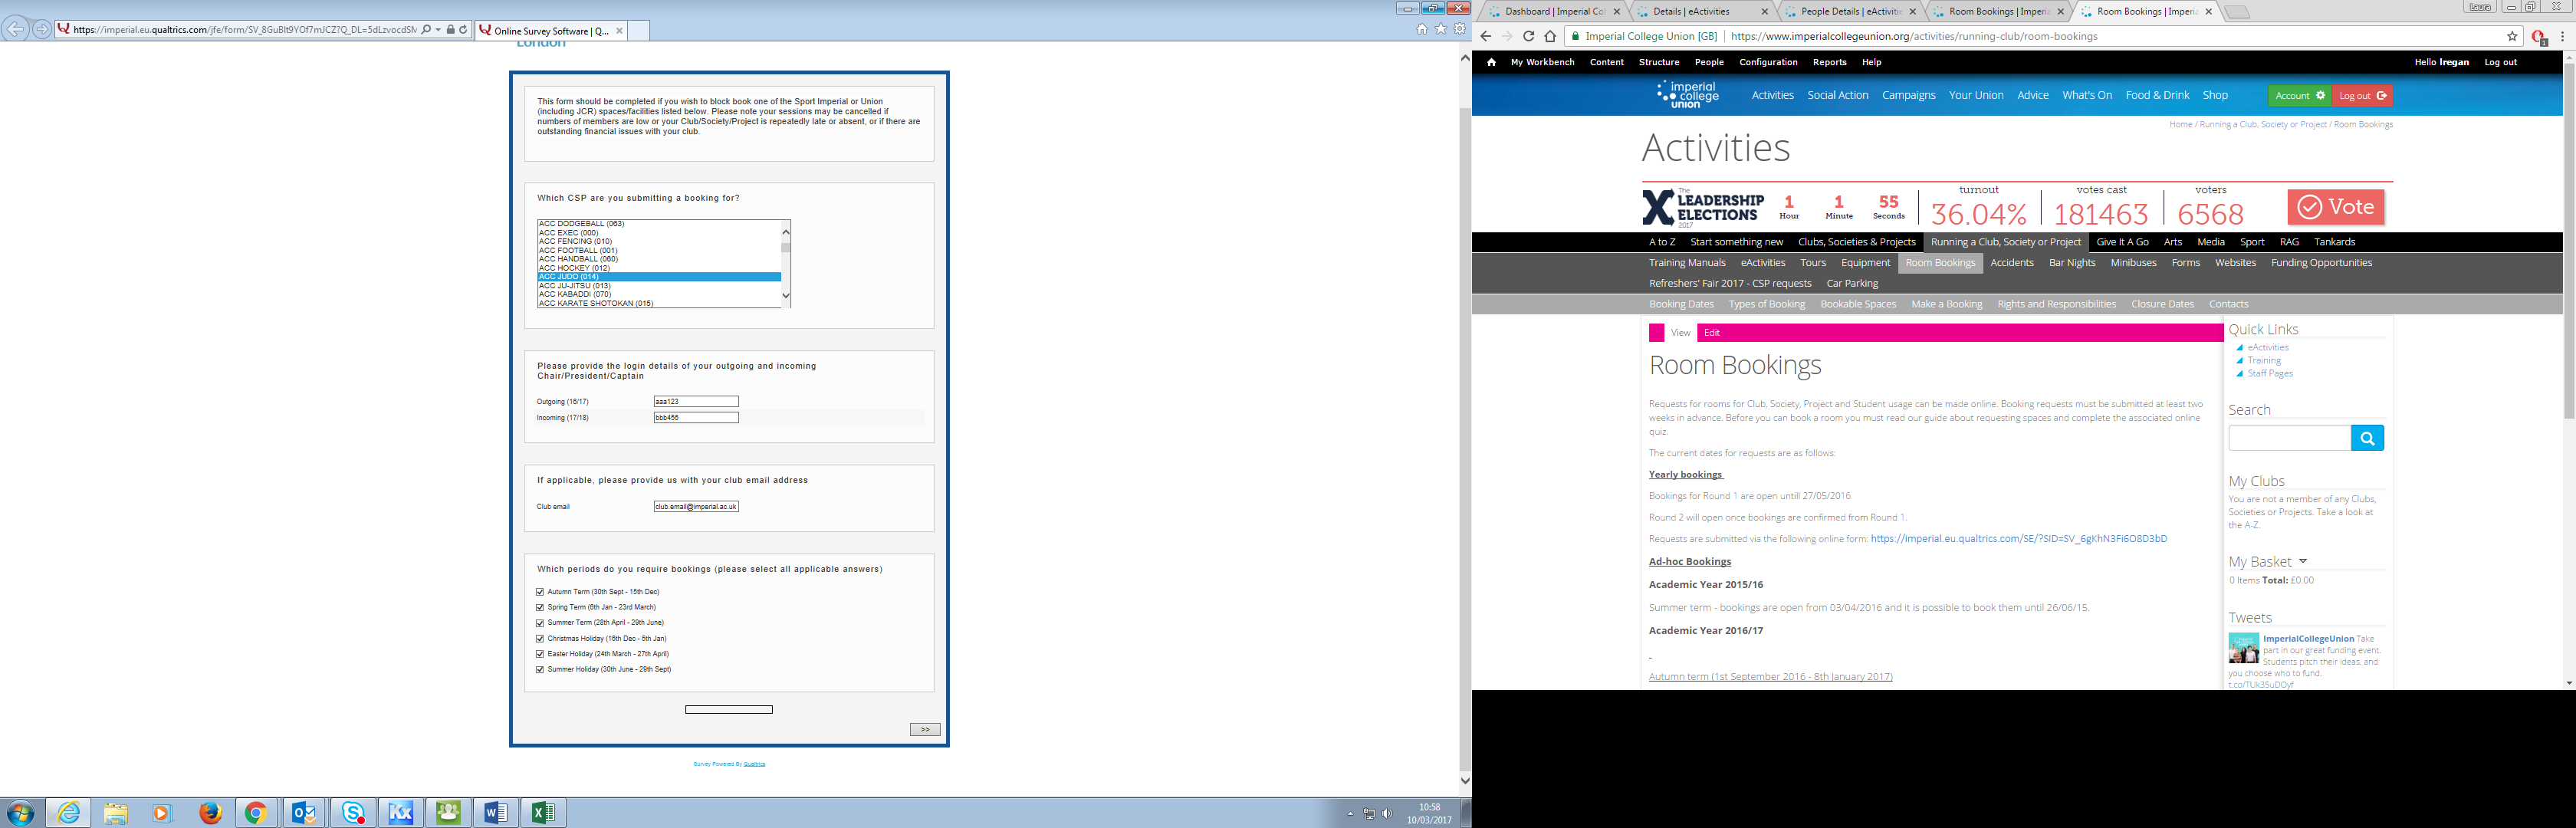 https://imperial.eu.qualtrics.com/jfe/form/SV_8GuBlt9YOf7mJCZ?Q_DL=5dLzvocdSM
Online Survey Software | Q...
London
This form should be completed if you wish to block book one of the Sport Imperial or Union
(including JCR) spaces/facilities listed below. Please note your sessions may be cancelled if
numbers of members are low or your Club/Society/Project is repeatedly late or absent, or if there are
outstanding financial issues with your club.
Which CSP are you submitting a booking for?
ACC DODGEBALL (063)
ACC EXEC (000)
ACC FENCING (010)
ACC FOOTBALL (001)
ACC HANDBALL (060)
ACC HOCKEY (012)
ACC JUDO (014)
ACC JU-JITSU (013)
ACC KABADDI (070)
ACC KARATE SHOTOKAN (015)
Please provide the login details of your outgoing and incoming
Chair/President/Captain
Outgoing (16/17) aaa123
Incoming (17/18) bbb456
If applicable, please provide us with your club email address
Club email club.email@imperial.ac.uk
Which periods do you require bookings (please select all applicable answers)
Autumn Term (30th Sept - 15th Dec)
Spring Term (6th Jan - 23rd March)
Summer Term (28th April - 29th June)
Christmas Holiday (16th Dec - 5th Jan)
Easter Holiday (24th March - 27th April)
Summer Holiday (30th June - 29th Sept)
>>
Survey Powered By Qualtrics
10:58
10/03/2017
Dashboard | Imperial Co
Details | eActivities
People Details | eActivitie
Room Bookings | Imperia
Room Bookings | Imperia
Laura
Imperial College Union [GB] https://www.imperialcollegeunion.org/activities/running-club/room-bookings
My Workbench Content Structure People Configuration Reports Help
Hello lregan Log out
imperial
college
union
Activities Social Action Campaigns Your Union Advice What's On Food & Drink Shop
Account Log out
Home / Running a Club, Society or Project / Room Bookings
Activities
The
LEADERSHIP
ELECTIONS
2017
1 1 55
Hour Minute Seconds
turnout votes cast voters
36.04% 181463 6568
Vote
A to Z Start something new Clubs, Societies & Projects Running a Club, Society or Project Give It A Go Arts Media Sport RAG Tankards
Training Manuals eActivities Tours Equipment Room Bookings Accidents Bar Nights Minibuses Forms Websites Funding Opportunities
Refreshers' Fair 2017 - CSP requests Car Parking
Booking Dates Types of Booking Bookable Spaces Make a Booking Rights and Responsibilities Closure Dates Contacts
View Edit
Room Bookings
Requests for rooms for Club, Society, Project and Student usage can be made online. Booking requests must be submitted at least two
weeks in advance. Before you can book a room you must read our guide about requesting spaces and complete the associated online
quiz.
The current dates for requests are as follows:
Yearly bookings
Bookings for Round 1 are open untill 27/05/2016
Round 2 will open once bookings are confirmed from Round 1.
Requests are submitted via the following online form: https://imperial.eu.qualtrics.com/SE/?SID=SV_6gKhN3Fi6O8D3bD
Ad-hoc Bookings
Academic Year 2015/16
Summer term - bookings are open from 03/04/2016 and it is possible to book them until 26/06/15.
Academic Year 2016/17
Autumn term (1st September 2016 - 8th January 2017)
Quick Links
eActivities
Training
Staff Pages
Search
My Clubs
You are not a member of any Clubs,
Societies or Projects. Take a look at
the A-Z.
My Basket
0 Items Total: £0.00
Tweets
ImperialCollegeUnion Take
part in our great funding event.
Students pitch their ideas, and
you choose who to fund.
t.co/TUk35uDOyf